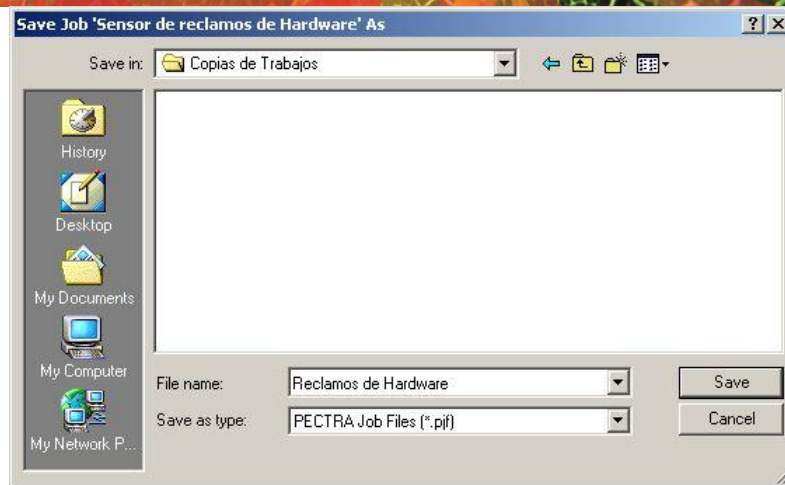 Save Job 'Sensor de reclamos de Hardware' As
Save in:
Copias de Trabajos
History
Desktop
My Documents
My Computer
My Network P...
File name:
Reclamos de Hardware
Save
Save as type:
PECTRA Job Files (*.pjf)
Cancel